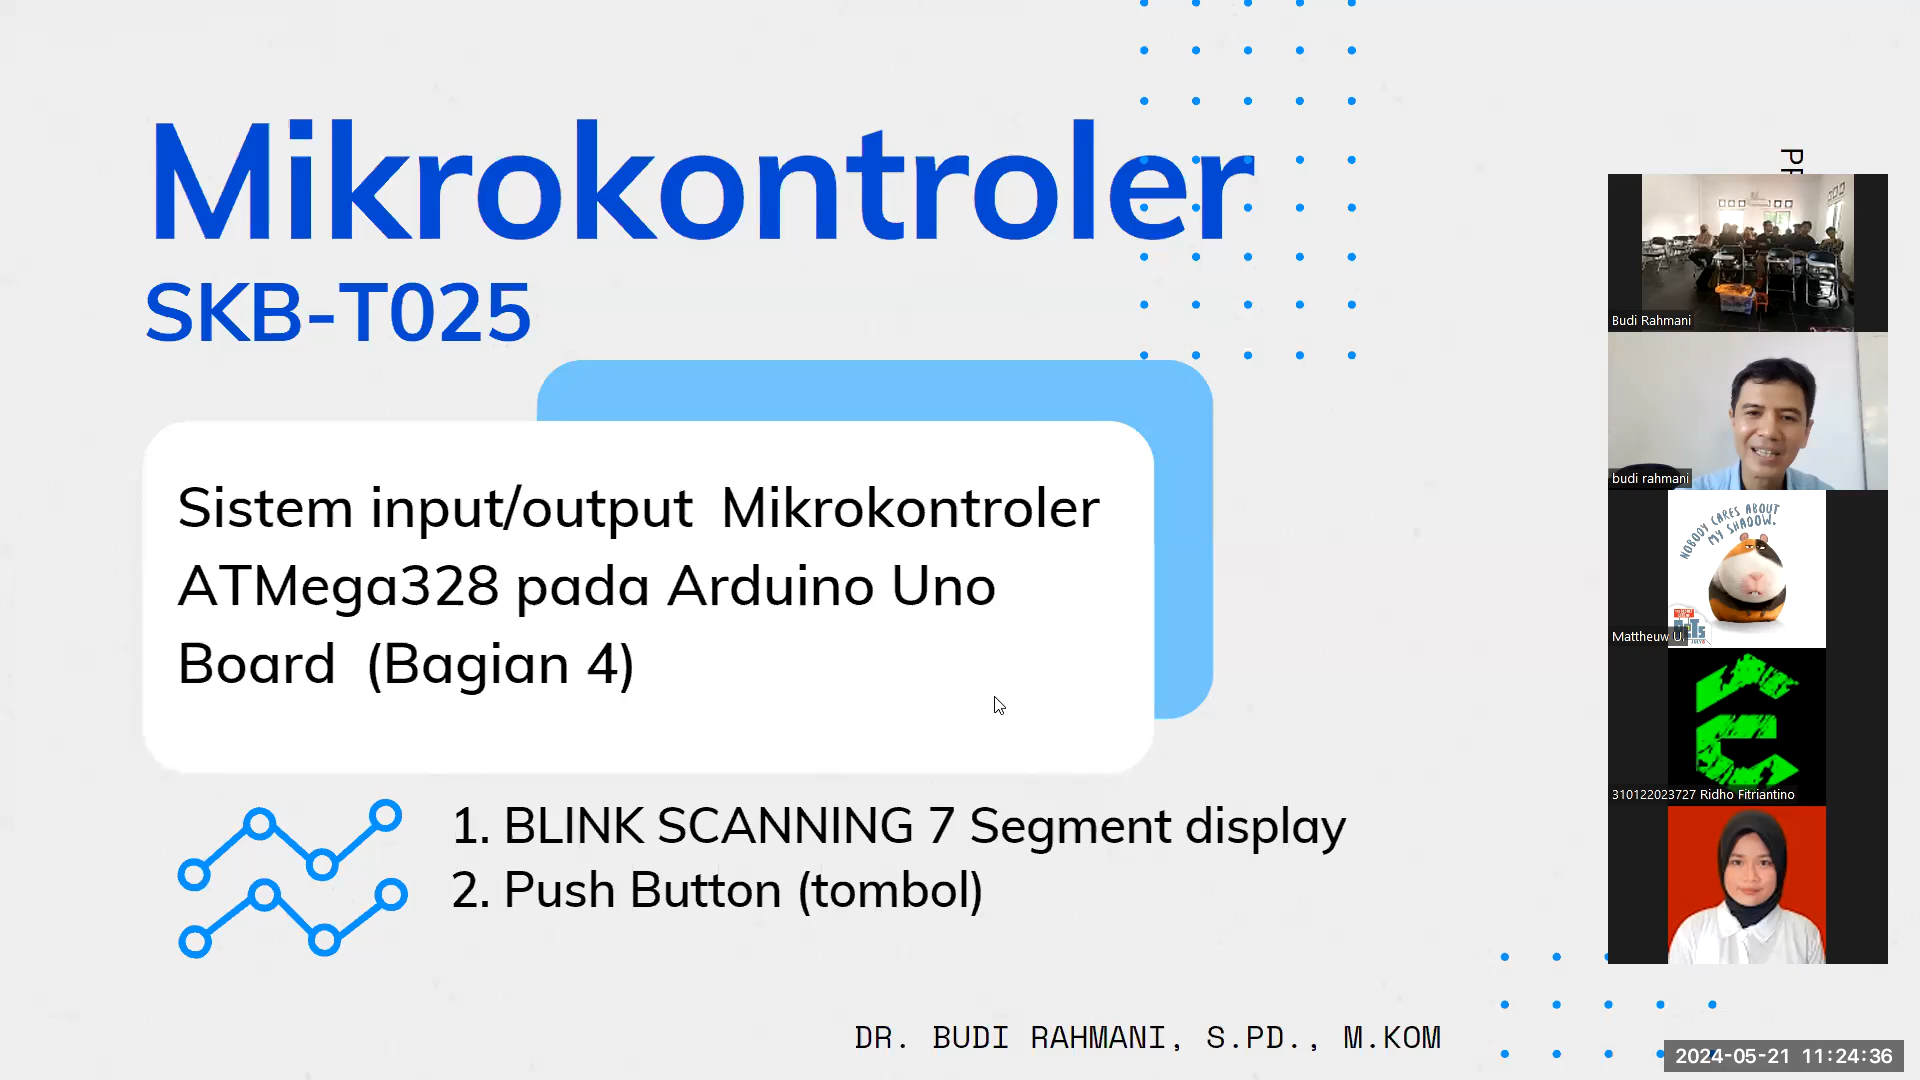 Mikrokontroler
SKB-T025
Sistem input/output Mikrokontroler
ATMega328 pada Arduino Uno
Board (Bagian 4)
1. BLINK SCANNING 7 Segment display
2. Push Button (tombol)
DR. BUDI RAHMANI, S.PD., M.KOM
Budi Rahmani
budi rahmani
NOBODY CARES ABOUT
MY SHADOW.
Mattheuw U.
310122023727 Ridho Fitriantino
2024-05-21 11:24:36